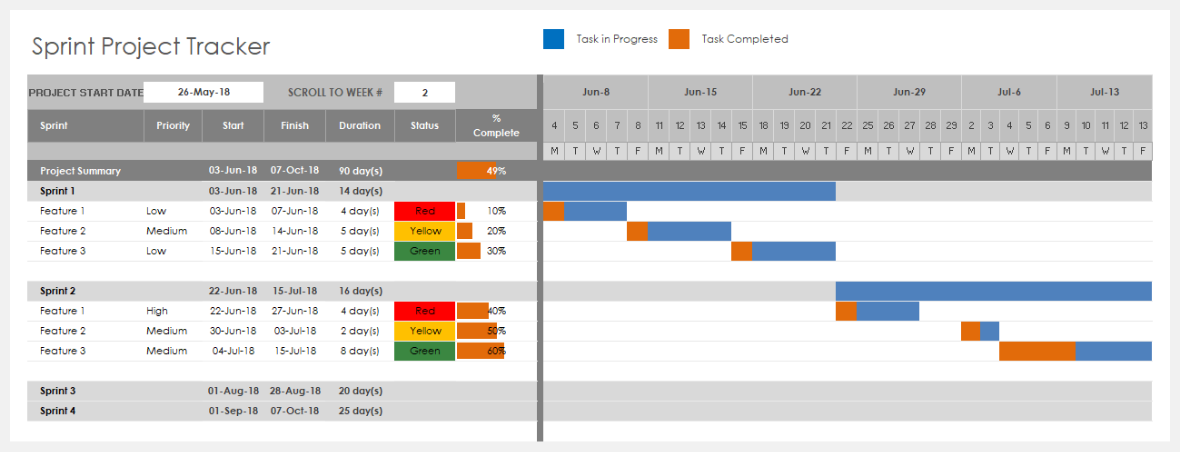 Sprint Project Tracker
Task in Progress Task Completed
PROJECT START DATE 26-May-18 SCROLL TO WEEK # 2 Jun-8 Jun-15 Jun-22 Jun-29 Jul-6 Jul-13
Sprint Priority Start Finish Duration Status % Complete 4 5 6 7 8 11 12 13 14 15 18 19 20 21 22 25 26 27 28 29 2 3 4 5 6 9 10 11 12 13
M T W T F M T W T F M T W T F M T W T F M T W T F M T W T F
Project Summary 03-Jun-18 07-Oct-18 90 day(s) 49%
Sprint 1 03-Jun-18 21-Jun-18 14 day(s)
Feature 1 Low 03-Jun-18 07-Jun-18 4 day(s) Red 10%
Feature 2 Medium 08-Jun-18 14-Jun-18 5 day(s) Yellow 20%
Feature 3 Low 15-Jun-18 21-Jun-18 5 day(s) Green 30%
Sprint 2 22-Jun-18 15-Jul-18 16 day(s)
Feature 1 High 22-Jun-18 27-Jun-18 4 day(s) Red 40%
Feature 2 Medium 30-Jun-18 03-Jul-18 2 day(s) Yellow 50%
Feature 3 Medium 04-Jul-18 15-Jul-18 8 day(s) Green 60%
Sprint 3 01-Aug-18 28-Aug-18 20 day(s)
Sprint 4 01-Sep-18 07-Oct-18 25 day(s)